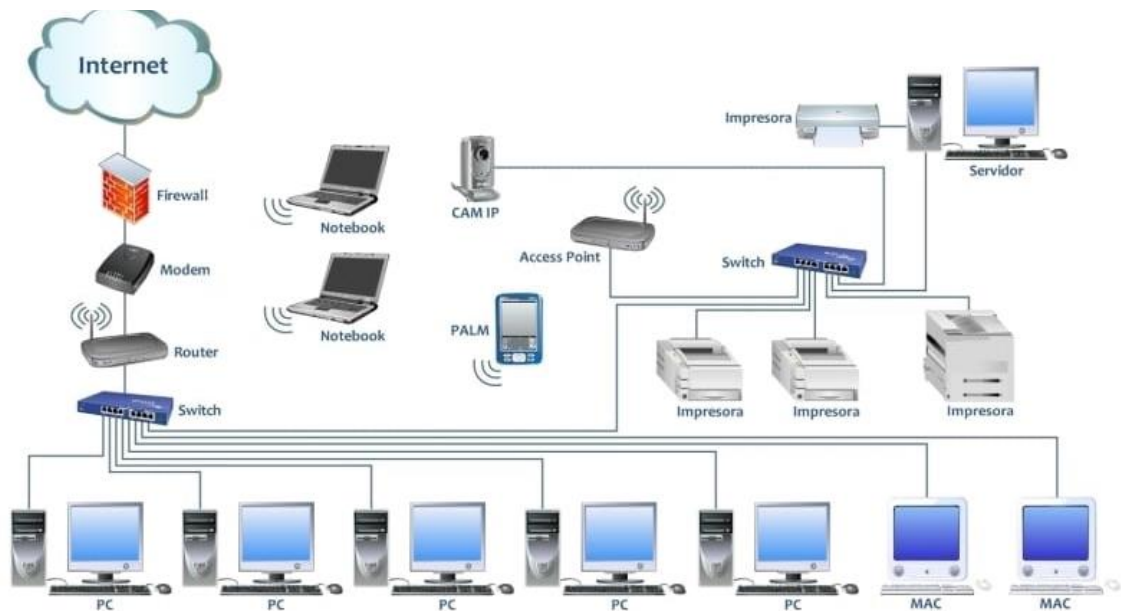 Internet
Impresora
Servidor
Firewall
Notebook
CAM IP
Access Point
Switch
Modem
Notebook
PALM
Router
Switch
Impresora
Impresora
Impresora
PC
PC
PC
PC
PC
MAC
MAC